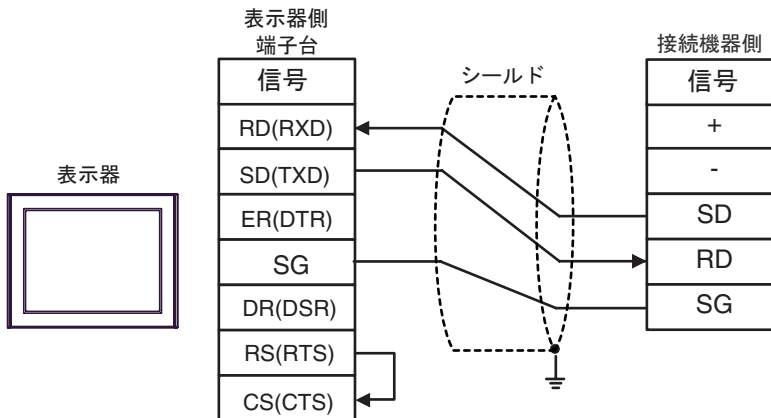 表示器側
端子台
接続機器側
信号
シールド
信号
RD(RXD)
+
表示器
SD(TXD)
-
ER(DTR)
SD
SG
RD
DR(DSR)
SG
RS(RTS)
CS(CTS)